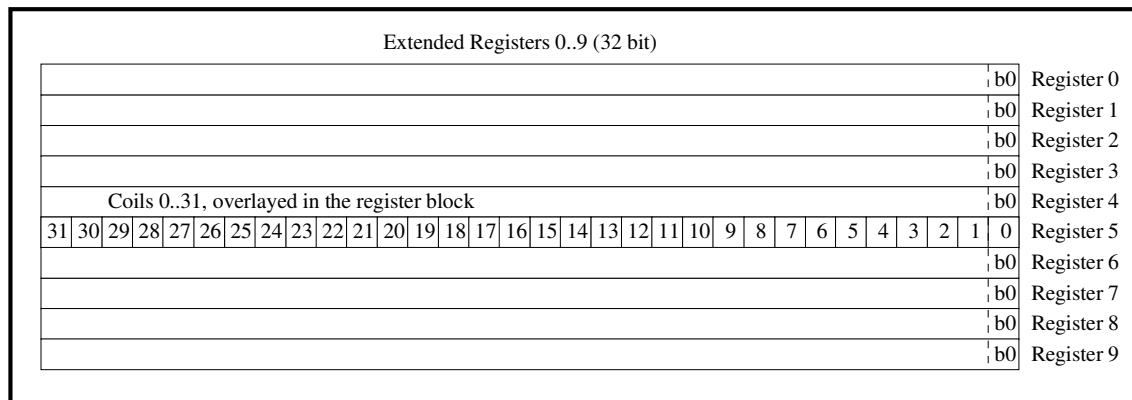 Extended Registers 0..9 (32 bit)
b0 Register 0
b0 Register 1
b0 Register 2
b0 Register 3
Coils 0..31, overlayed in the register block b0 Register 4
31 30 29 28 27 26 25 24 23 22 21 20 19 18 17 16 15 14 13 12 11 10 9 8 7 6 5 4 3 2 1 0 Register 5
b0 Register 6
b0 Register 7
b0 Register 8
b0 Register 9